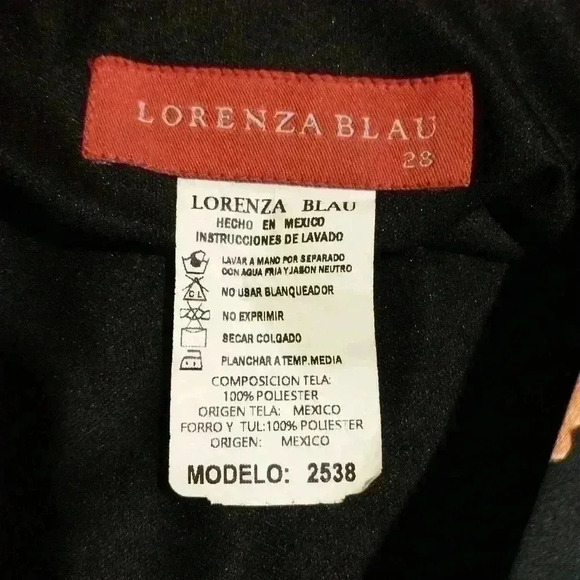 LORENZA BLAU
28
LORENZA BLAU
HECHO EN MEXICO
INSTRUCCIONES DE LAVADO
LAVAR A MANO POR SEPARADO
CON AGUA FRIA Y JABON NEUTRO
CL
NO USAR BLANQUEADOR
NO EXPRIMIR
SECAR COLGADO
PLANCHAR A TEMP. MEDIA
COMPOSICION TELA:
100% POLIESTER
ORIGEN TELA: MEXICO
FORRO Y TUL:100% POLIESTER
ORIGEN: MEXICO
MODELO: 2538